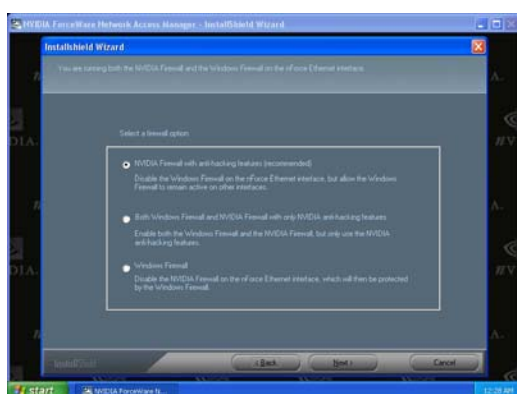 NVIDIA ForceWare Network Access Manager - InstallShield Wizard
Installshield Wizard
You are running both the NVIDIA Firewall and the Windows Firewall on the nForce Ethernet interface.
Select a firewall option:
NVIDIA Firewall with anti-hacking features (recommended)
Disable the Windows Firewall on the nForce Ethernet interface, but allow the Windows
Firewall to remain active on other interfaces.
Both Windows Firewall and NVIDIA Firewall with only NVIDIA anti-hacking features
Enable both the Windows Firewall and the NVIDIA Firewall, but only use the NVIDIA
anti-hacking features.
Windows Firewall
Disable the NVIDIA Firewall on the nForce Ethernet interface, which will then be protected
by the Windows Firewall.
InstallShield
< Back
Next >
Cancel
start
NVIDIA ForceWare N...
12:28 AM